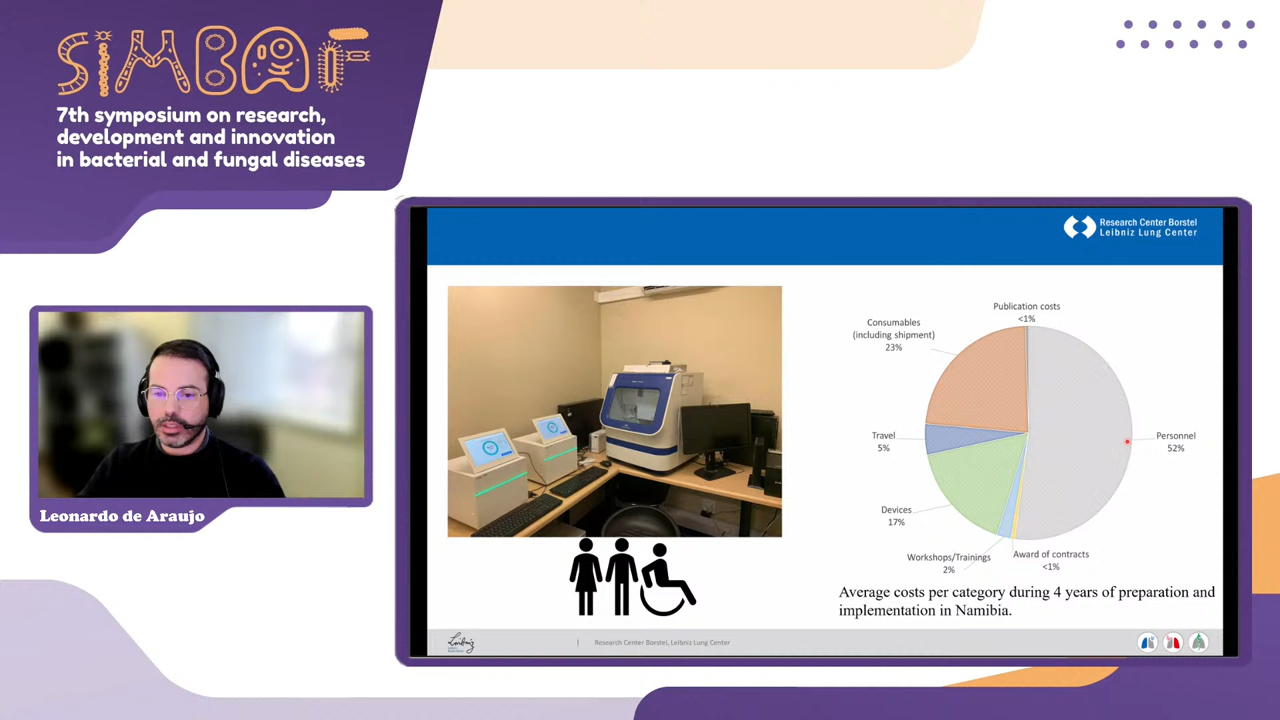 SIMBAF
7th symposium on research,
development and innovation
in bacterial and fungal diseases
Leonardo de Araujo
Research Center Borstel
Leibniz Lung Center
Publication costs
<1%
Consumables
(including shipment)
23%
Travel
5%
Personnel
52%
Devices
17%
Workshops/Trainings
2%
Award of contracts
<1%
Average costs per category during 4 years of preparation and
implementation in Namibia.
Leibniz
| Research Center Borstel, Leibniz Lung Center